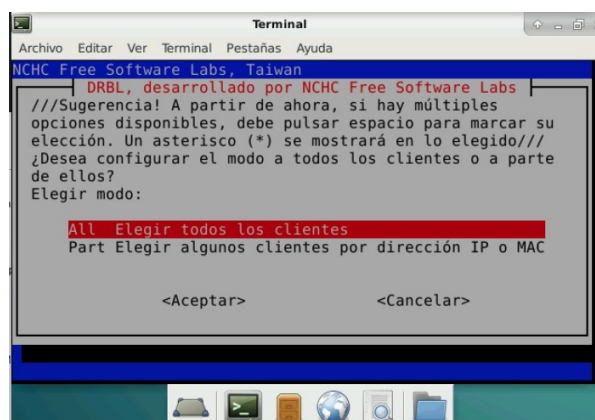 Terminal
Archivo Editar Ver Terminal Pestañas Ayuda
NCHC Free Software Labs, Taiwan
DRBL, desarrollado por NCHC Free Software Labs
///Sugerencia! A partir de ahora, si hay múltiples
opciones disponibles, debe pulsar espacio para marcar su
elección. Un asterisco (*) se mostrará en lo elegido///
¿Desea configurar el modo a todos los clientes o a parte
de ellos?
Elegir modo:
All Elegir todos los clientes
Part Elegir algunos clientes por dirección IP o MAC
<Aceptar> <Cancelar>